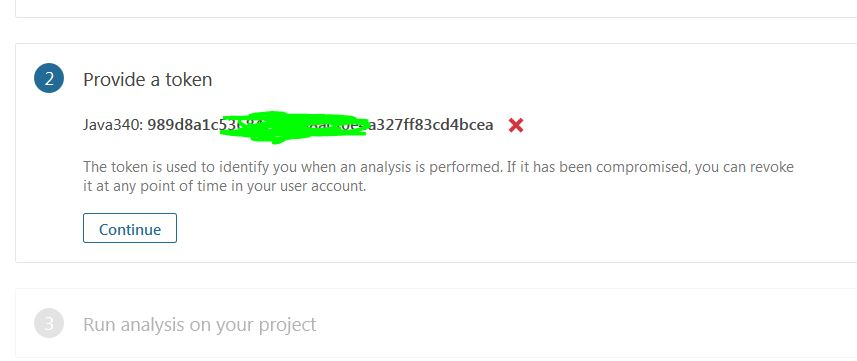 2 Provide a token
Java340: 989d8a1c53 a327ff83cd4bcea
The token is used to identify you when an analysis is performed. If it has been compromised, you can revoke
it at any point of time in your user account.
Continue
3 Run analysis on your project